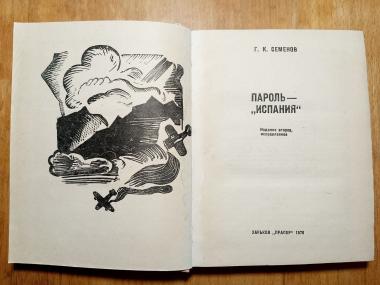 Г. К. СЕМЕНОВ
ПАРОЛЬ—
„ИСПАНИЯ“
Издание второе,
исправленное
ХАРЬКОВ „ПРАПОР“ 1976